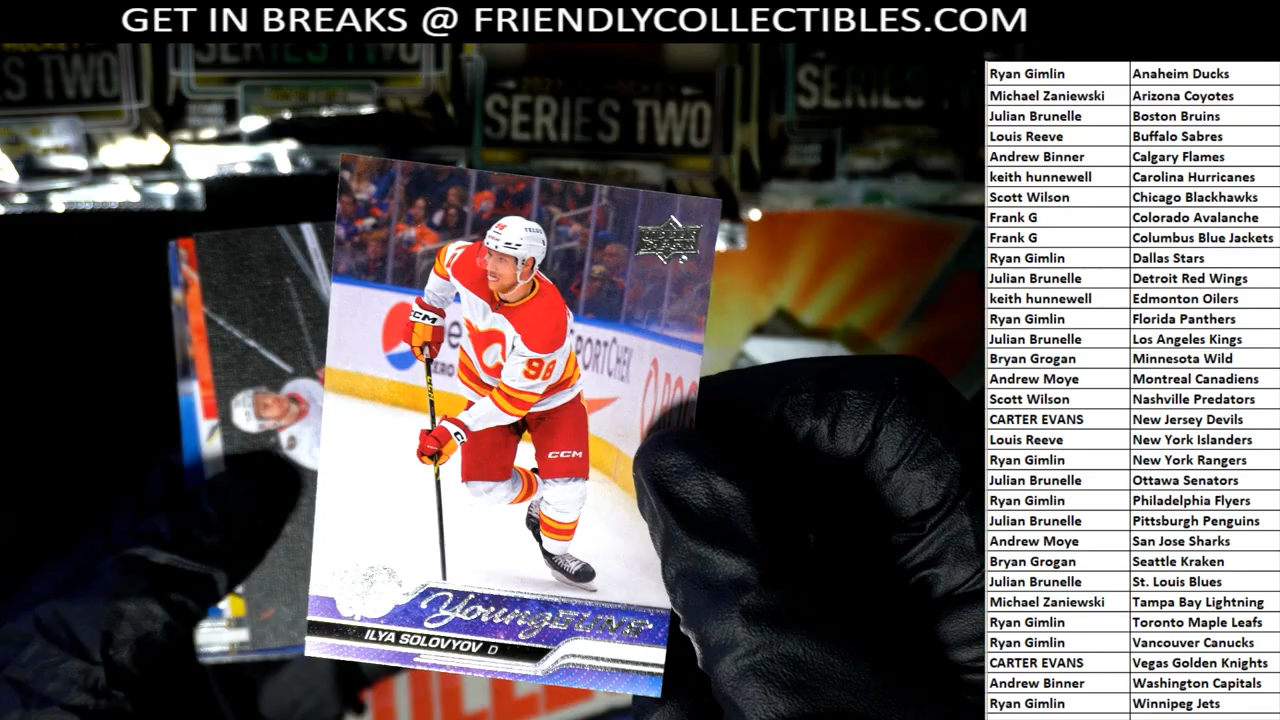 GET IN BREAKS @ FRIENDLYCOLLECTIBLES.COM
SERIES TWO
SERIES TWO
SERIES TWO
SERIES
UPPER DECK
98
TELUS
CCM
98
SPORTCHEK
CCM
Young GUNS
ILYA SOLOVYOV D
Ryan Gimlin Anaheim Ducks
Michael Zaniewski Arizona Coyotes
Julian Brunelle Boston Bruins
Louis Reeve Buffalo Sabres
Andrew Binner Calgary Flames
keith hunnewell Carolina Hurricanes
Scott Wilson Chicago Blackhawks
Frank G Colorado Avalanche
Frank G Columbus Blue Jackets
Ryan Gimlin Dallas Stars
Julian Brunelle Detroit Red Wings
keith hunnewell Edmonton Oilers
Ryan Gimlin Florida Panthers
Julian Brunelle Los Angeles Kings
Bryan Grogan Minnesota Wild
Andrew Moye Montreal Canadiens
Scott Wilson Nashville Predators
CARTER EVANS New Jersey Devils
Louis Reeve New York Islanders
Ryan Gimlin New York Rangers
Julian Brunelle Ottawa Senators
Ryan Gimlin Philadelphia Flyers
Julian Brunelle Pittsburgh Penguins
Andrew Moye San Jose Sharks
Bryan Grogan Seattle Kraken
Julian Brunelle St. Louis Blues
Michael Zaniewski Tampa Bay Lightning
Ryan Gimlin Toronto Maple Leafs
Ryan Gimlin Vancouver Canucks
CARTER EVANS Vegas Golden Knights
Andrew Binner Washington Capitals
Ryan Gimlin Winnipeg Jets